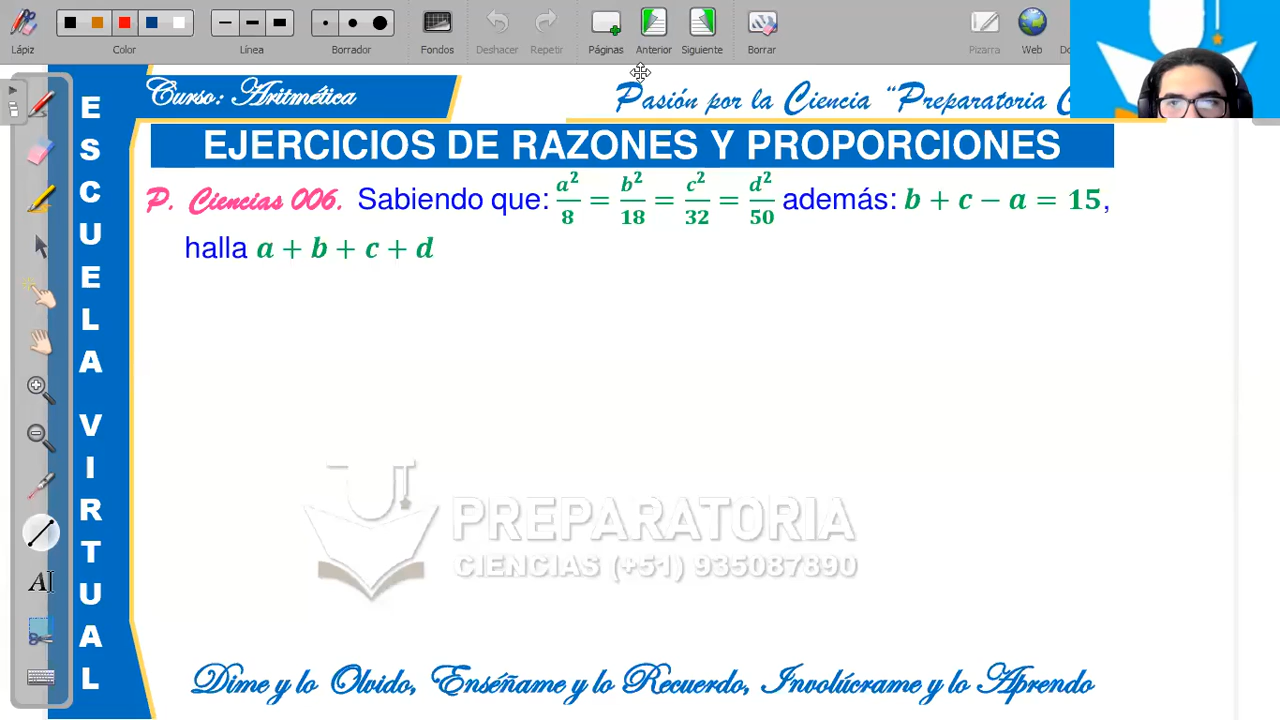 Lápiz
Color
Línea
Borrador
Fondos
Deshacer
Repetir
Páginas
Anterior
Siguiente
Borrar
Pizarra
Web
Curso: Aritmética
Pasión por la Ciencia “Preparatoria C
EJERCICIOS DE RAZONES Y PROPORCIONES
P. Ciencias 006. Sabiendo que: a²/8 = b²/18 = c²/32 = d²/50 además: b + c − a = 15,
halla a + b + c + d
ESCUELA VIRTUAL
A
PREPARATORIA
CIENCIAS (+51) 935087890
Dime y lo Olvido, Enséñame y lo Recuerdo, Involúcrame y lo Aprendo